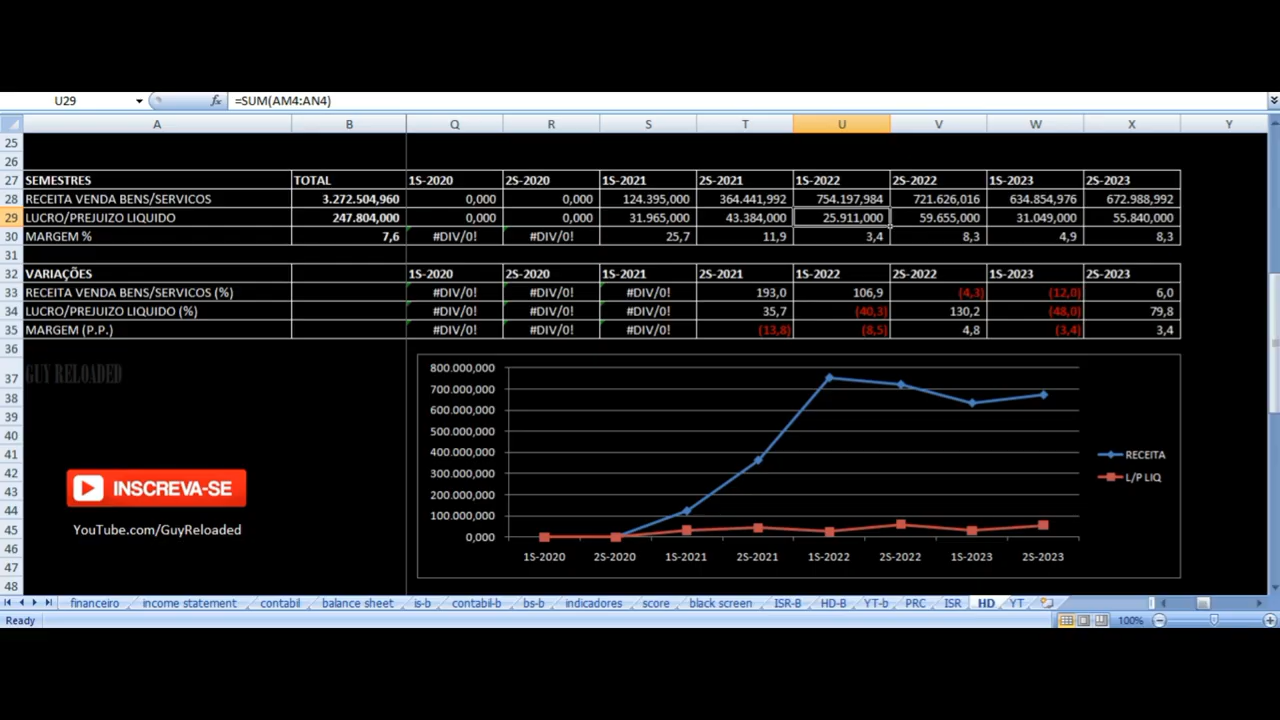 U29 fx =SUM(AM4:AN4)
A B Q R S T U V W X Y
25
26
27 SEMESTRES TOTAL 1S-2020 2S-2020 1S-2021 2S-2021 1S-2022 2S-2022 1S-2023 2S-2023
28 RECEITA VENDA BENS/SERVICOS 3.272.504,960 0,000 0,000 124.395,000 364.441,992 754.197,984 721.626,016 634.854,976 672.988,992
29 LUCRO/PREJUIZO LIQUIDO 247.804,000 0,000 0,000 31.965,000 43.384,000 25.911,000 59.655,000 31.049,000 55.840,000
30 MARGEM % 7,6 #DIV/0! #DIV/0! 25,7 11,9 3,4 8,3 4,9 8,3
31
32 VARIAÇÕES 1S-2020 2S-2020 1S-2021 2S-2021 1S-2022 2S-2022 1S-2023 2S-2023
33 RECEITA VENDA BENS/SERVICOS (%) #DIV/0! #DIV/0! #DIV/0! 193,0 106,9 (4,3) (12,0) 6,0
34 LUCRO/PREJUIZO LIQUIDO (%) #DIV/0! #DIV/0! #DIV/0! 35,7 (40,3) 130,2 (48,0) 79,8
35 MARGEM (P.P.) #DIV/0! #DIV/0! #DIV/0! (13,8) (8,5) 4,8 (3,4) 3,4
36
37 GUY RELOADED
38
39
40
41
42
43
44
45
46
47
48
INSCREVA-SE
YouTube.com/GuyReloaded
800.000,000
700.000,000
600.000,000
500.000,000
400.000,000
300.000,000
200.000,000
100.000,000
0,000
1S-2020 2S-2020 1S-2021 2S-2021 1S-2022 2S-2022 1S-2023 2S-2023
RECEITA
L/P LIQ
financeiro income statement contabil balance sheet is-b contabil-b bs-b indicadores score black screen ISR-B HD-B YT-b PRC ISR HD YT
Ready 100%